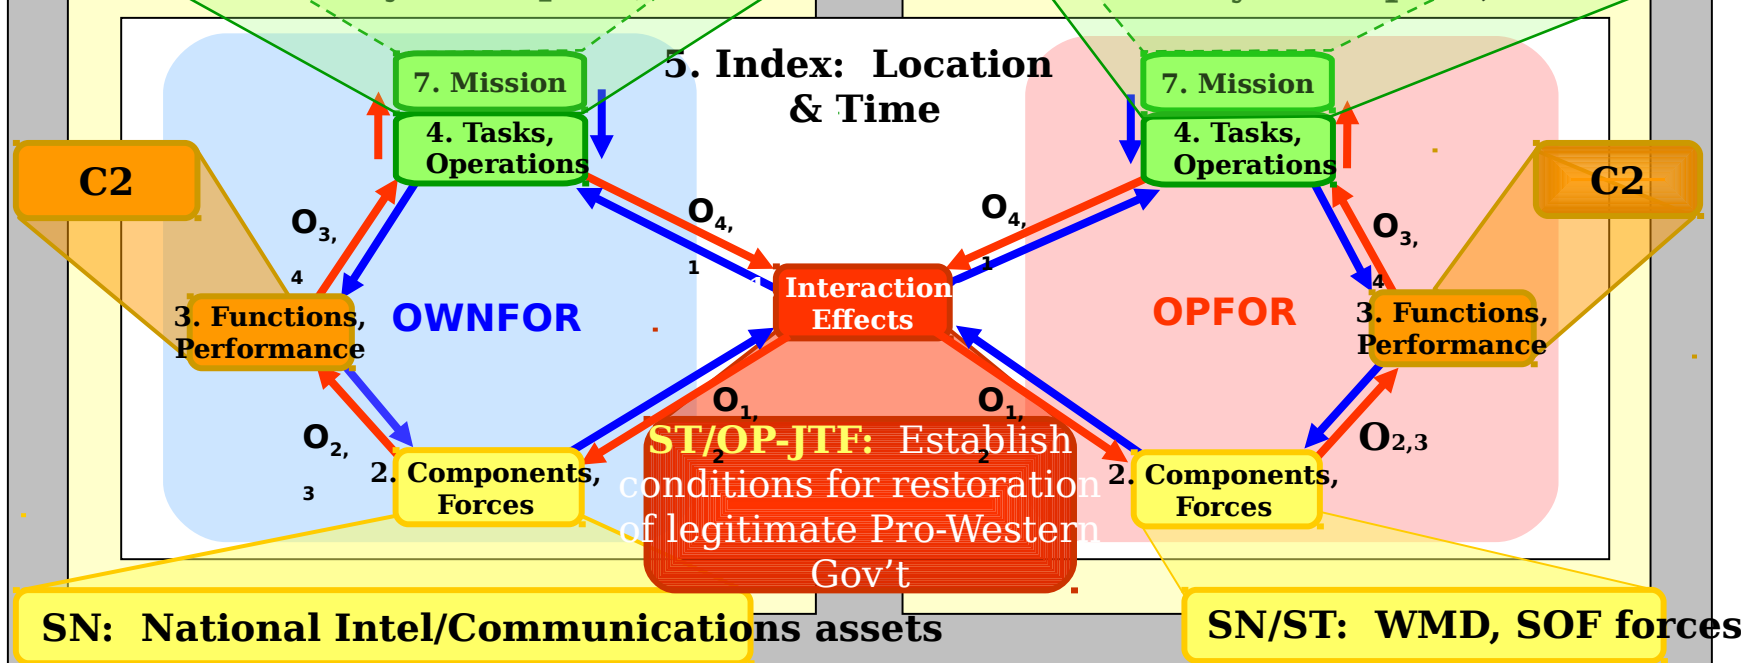 5. Index: Location
& Time
7. Mission
4. Tasks,
Operations
7. Mission
4. Tasks,
Operations
C2
C2
O3,
4
O4,
1
O4,
1
O3,
4
Interaction
Effects
3. Functions,
Performance
OWNFOR
OPFOR
3. Functions,
Performance
O1,
2
O1,
2
O2,
3
O2,3
2. Components,
Forces
2. Components,
Forces
ST/OP-JTF: Establish
conditions for restoration
of legitimate Pro-Western
Gov’t
SN: National Intel/Communications assets
SN/ST: WMD, SOF forces